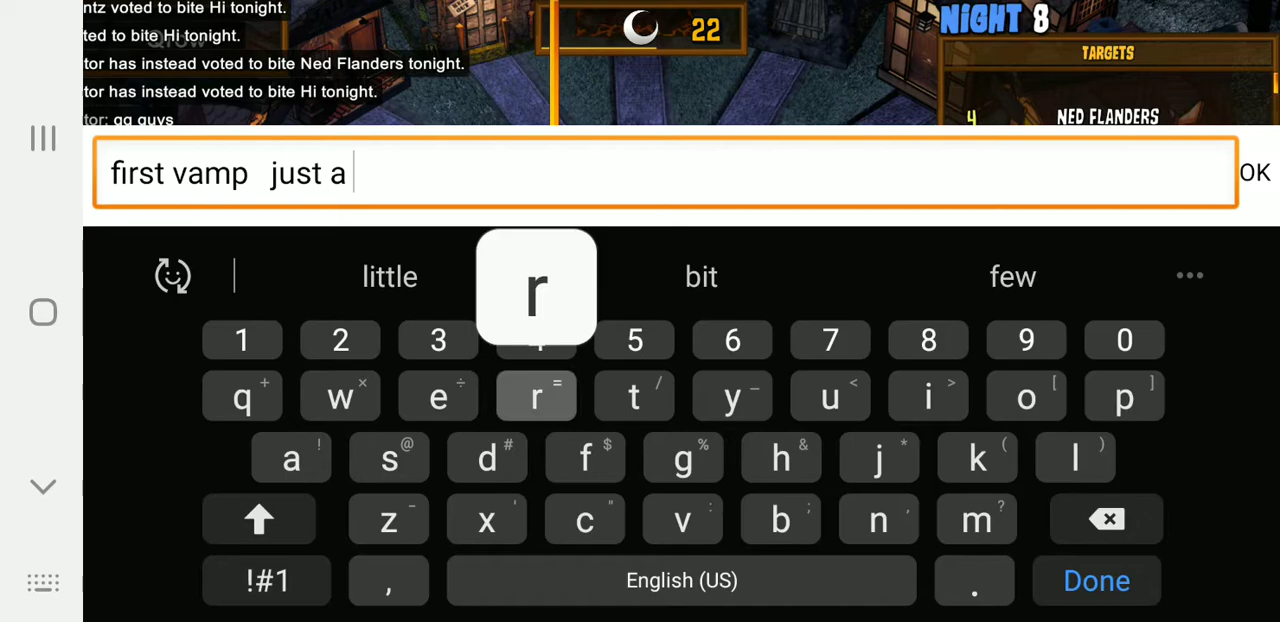 ntz voted to bite Hi tonight.
ted to bite Hi tonight.
tor has instead voted to bite Ned Flanders tonight.
tor has instead voted to bite Hi tonight.
tor: gg guys
22
NIGHT 8
TARGETS
4 NED FLANDERS
first vamp   just a
OK
little
r
bit
few
1 2 3 4 5 6 7 8 9 0
q + w × e ÷ r = t / y _ u < i > o [ p ]
a ! s @ d # f $ g % h & j * k ( l )
z - x ' c " v : b ; n , m ?
!#1 , English (US) . Done